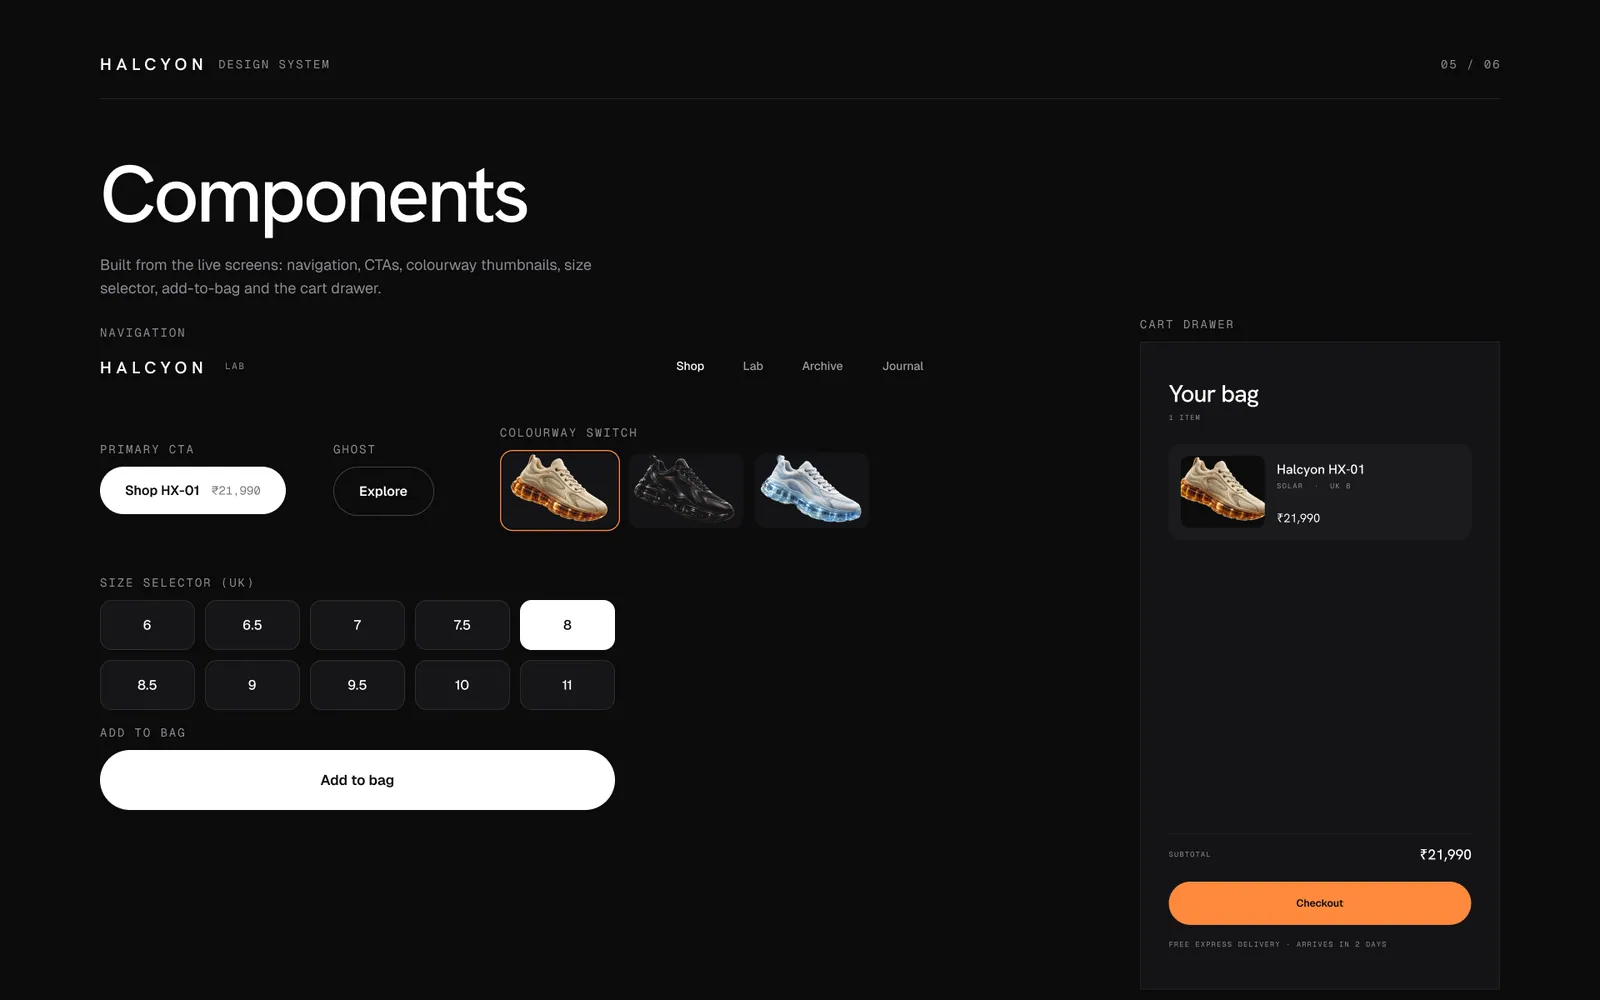 HALCYON DESIGN SYSTEM
05 / 06
Components
Built from the live screens: navigation, CTAs, colourway thumbnails, size
selector, add-to-bag and the cart drawer.
NAVIGATION
HALCYON LAB
Shop Lab Archive Journal
PRIMARY CTA
Shop HX-01 ₹21,990
GHOST
Explore
COLOURWAY SWITCH
SIZE SELECTOR (UK)
6 6.5 7 7.5 8
8.5 9 9.5 10 11
ADD TO BAG
Add to bag
CART DRAWER
Your bag
1 ITEM
Halcyon HX-01
SOLAR · UK 8
₹21,990
SUBTOTAL ₹21,990
Checkout
FREE EXPRESS DELIVERY · ARRIVES IN 2 DAYS